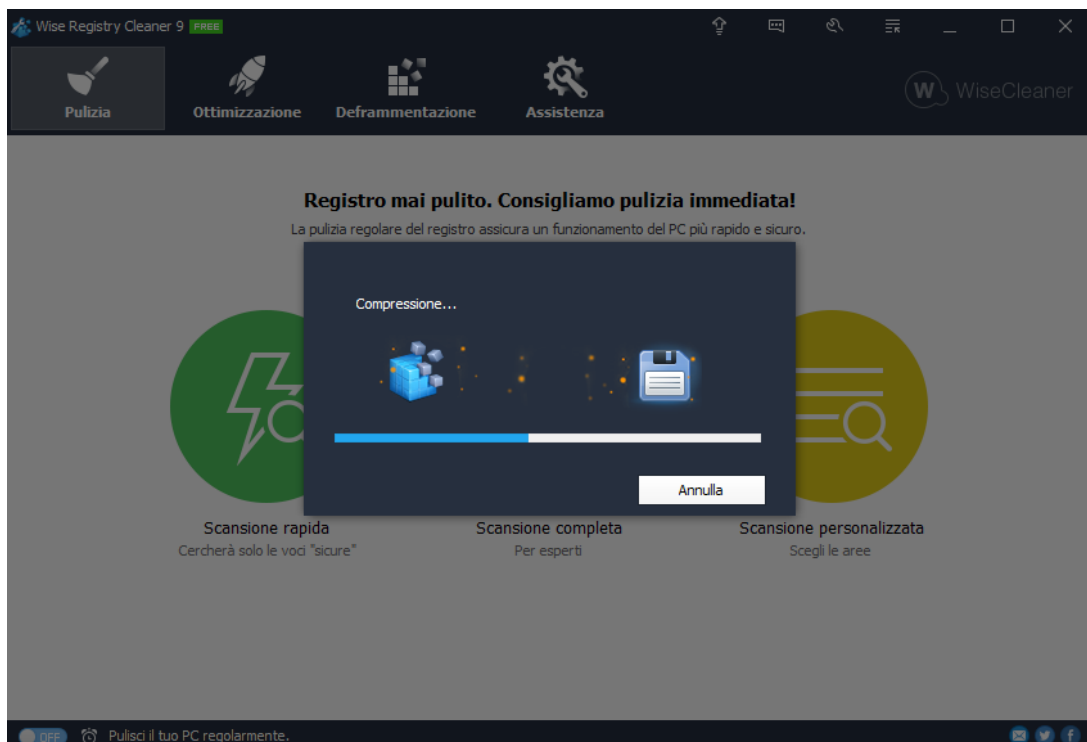 Wise Registry Cleaner 9 FREE
Pulizia
Ottimizzazione
Deframmentazione
Assistenza
W WiseCleaner
Registro mai pulito. Consigliamo pulizia immediata!
La pulizia regolare del registro assicura un funzionamento del PC più rapido e sicuro.
Compressione...
Annulla
Scansione rapida
Cercherà solo le voci "sicure"
Scansione completa
Per esperti
Scansione personalizzata
Scegli le aree
OFF Pulisci il tuo PC regolarmente.